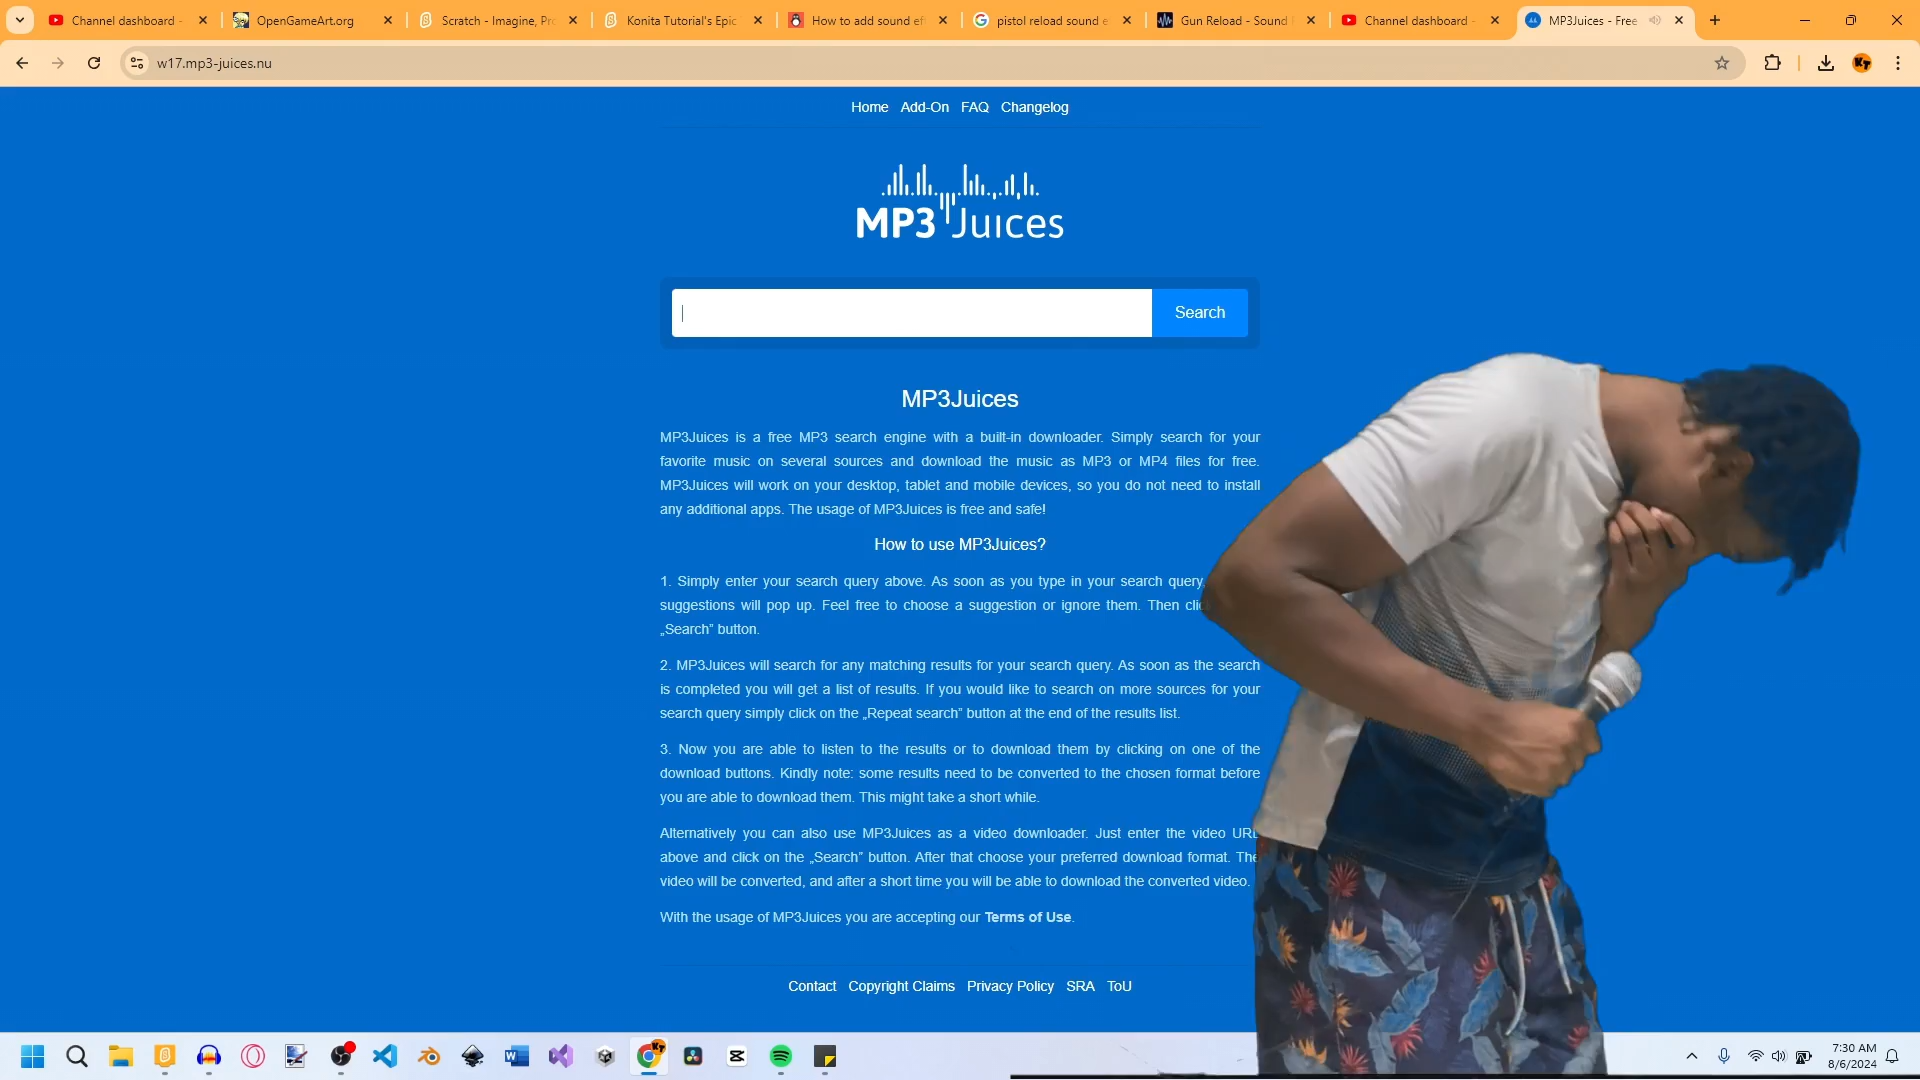 Channel dashboard -
OpenGameArt.org
Scratch - Imagine, Pro
Konita Tutorial's Epic
How to add sound ef
pistol reload sound e
Gun Reload - Sound
Channel dashboard -
MP3Juices - Free
w17.mp3-juices.nu
Home Add-On FAQ Changelog
MP3 Juices
Search
MP3Juices
MP3Juices is a free MP3 search engine with a built-in downloader. Simply search for your
favorite music on several sources and download the music as MP3 or MP4 files for free.
MP3Juices will work on your desktop, tablet and mobile devices, so you do not need to install
any additional apps. The usage of MP3Juices is free and safe!
How to use MP3Juices?
1. Simply enter your search query above. As soon as you type in your search query,
suggestions will pop up. Feel free to choose a suggestion or ignore them. Then
„Search” button.
2. MP3Juices will search for any matching results for your search query. As soon as the search
is completed you will get a list of results. If you would like to search on more sources for your
search query simply click on the „Repeat search” button at the end of the results list.
3. Now you are able to listen to the results or to download them by clicking on one of the
download buttons. Kindly note: some results need to be converted to the chosen format before
you are able to download them. This might take a short while.
Alternatively you can also use MP3Juices as a video downloader. Just enter the video URL
above and click on the „Search” button. After that choose your preferred download format. The
video will be converted, and after a short time you will be able to download the converted video.
With the usage of MP3Juices you are accepting our Terms of Use.
Contact Copyright Claims Privacy Policy SRA ToU
7:30 AM
8/6/2024